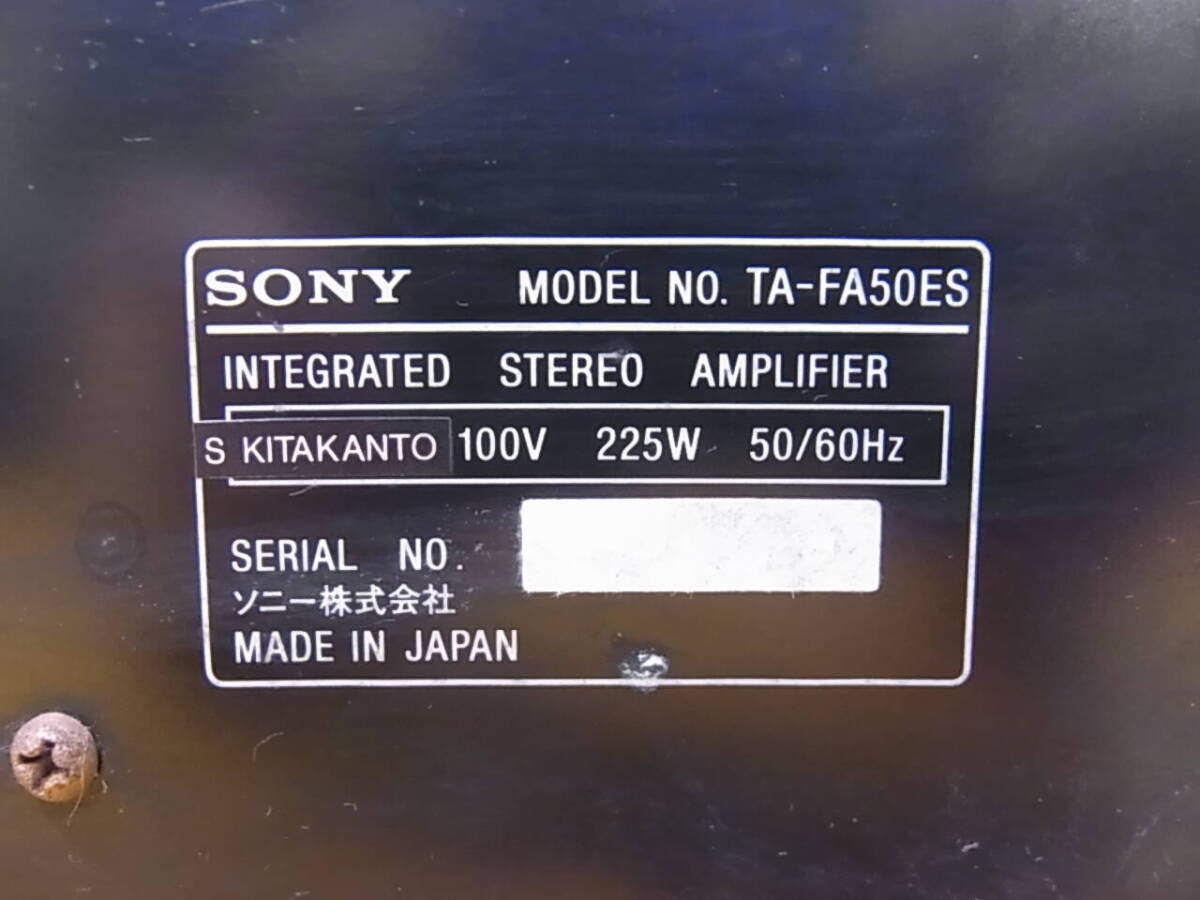 SONY MODEL NO. TA-FA50ES
INTEGRATED STEREO AMPLIFIER
S KITAKANTO 100V 225W 50/60Hz
SERIAL NO.
ソニー株式会社
MADE IN JAPAN